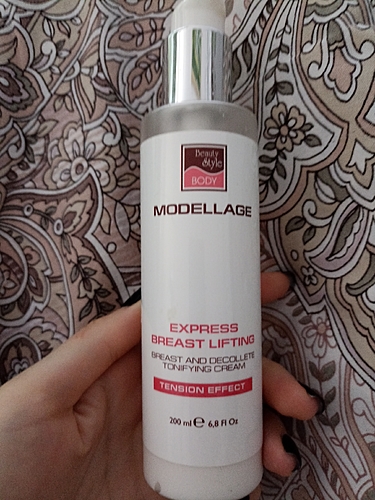 Beauty
Style
BODY
MODELLAGE
EXPRESS
BREAST LIFTING
BREAST AND DECOLLETE
TONIFYING CREAM
TENSION EFFECT
200 ml ℮ 6,8 Fl Oz